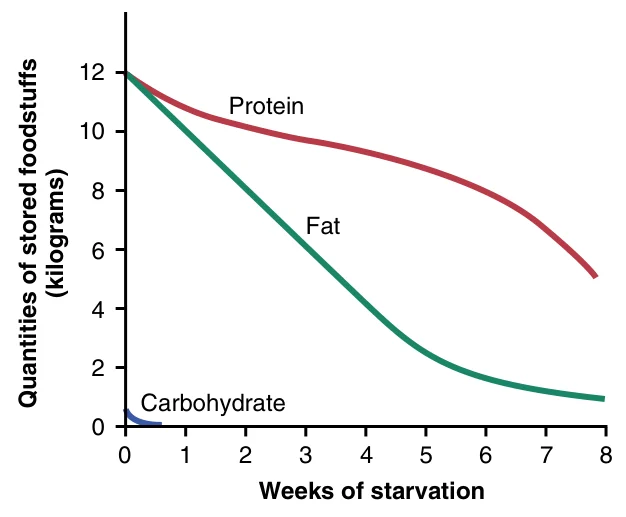 Quantities of stored foodstuffs
(kilograms)
12
10
8
6
4
2
0
Protein
Fat
Carbohydrate
0 1 2 3 4 5 6 7 8
Weeks of starvation